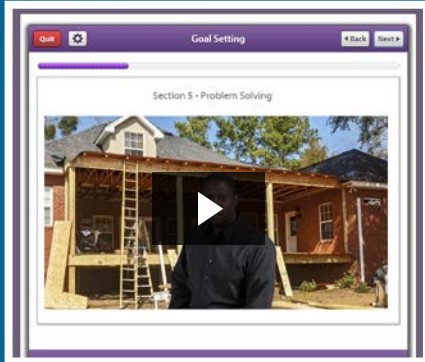 Quit
Goal Setting
Back
Next
Section 5 - Problem Solving